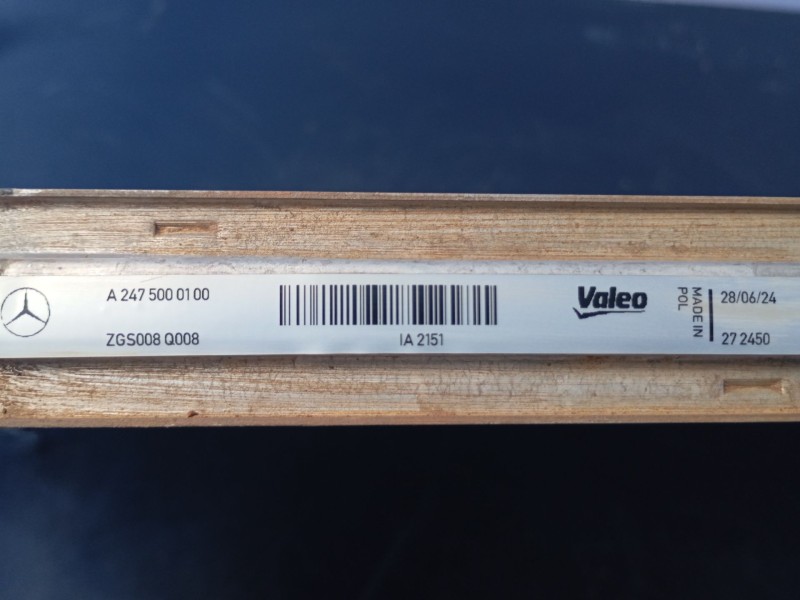 A 247 500 01 00
ZGS008 Q008
IA 2151
Valeo
MADE IN
POL
28/06/24
27 2450